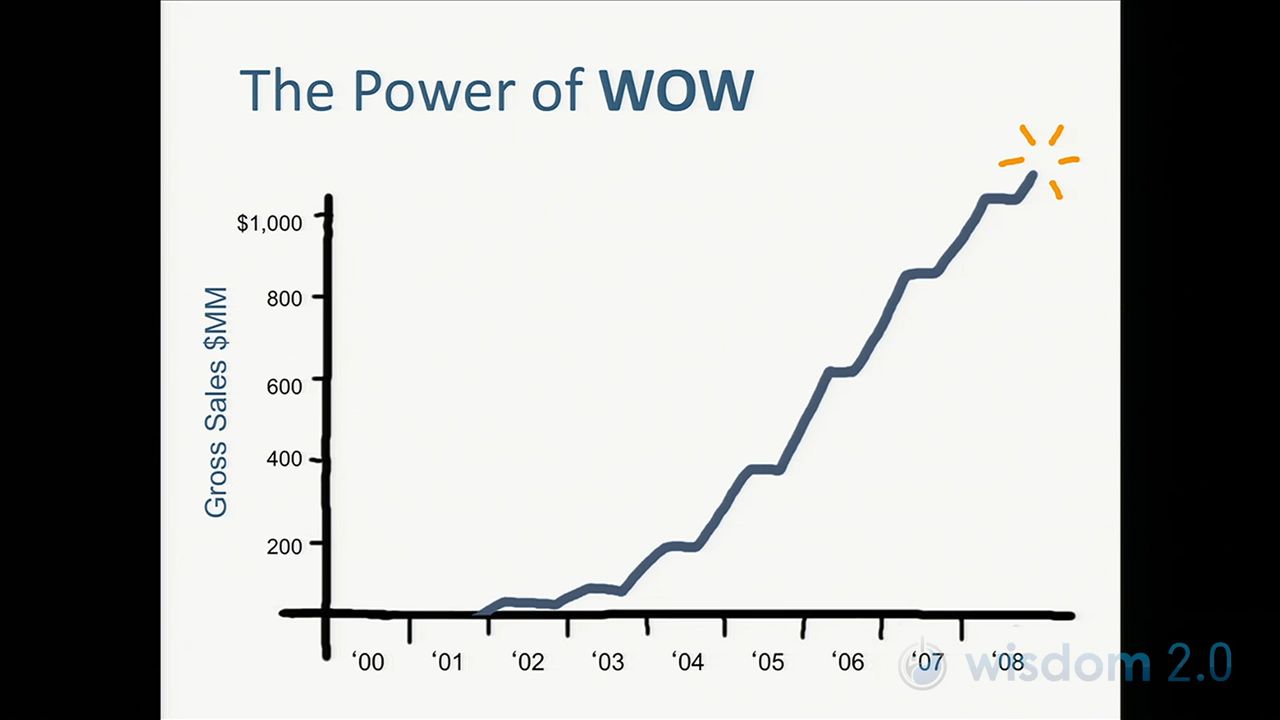 The Power of WOW
$1,000
800
600
400
200
Gross Sales $MM
‘00 ‘01 ‘02 ‘03 ‘04 ‘05 ‘06 ‘07 ‘08
wisdom 2.0